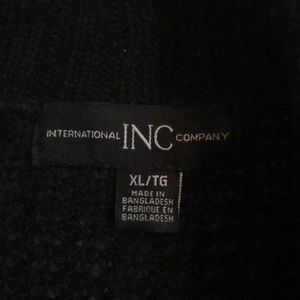 INTERNATIONAL INC COMPANY
XL/TG
MADE IN
BANGLADESH
FABRIQUE EN
BANGLADESH